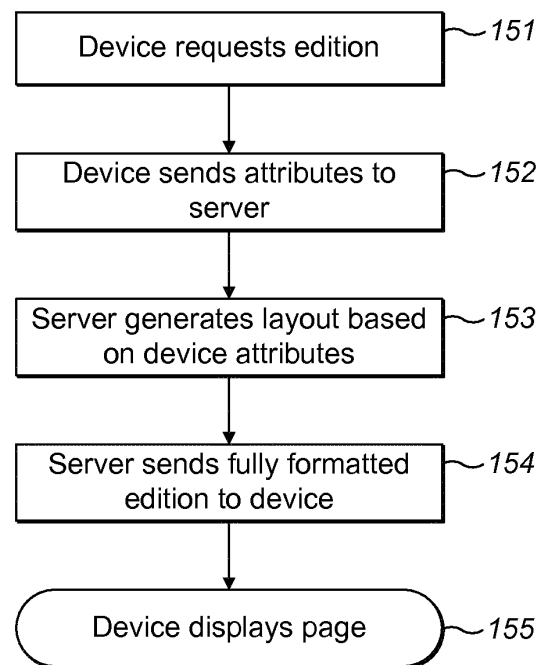 Device requests edition
151
Device sends attributes to
server
152
Server generates layout based
on device attributes
153
Server sends fully formatted
edition to device
154
Device displays page
155